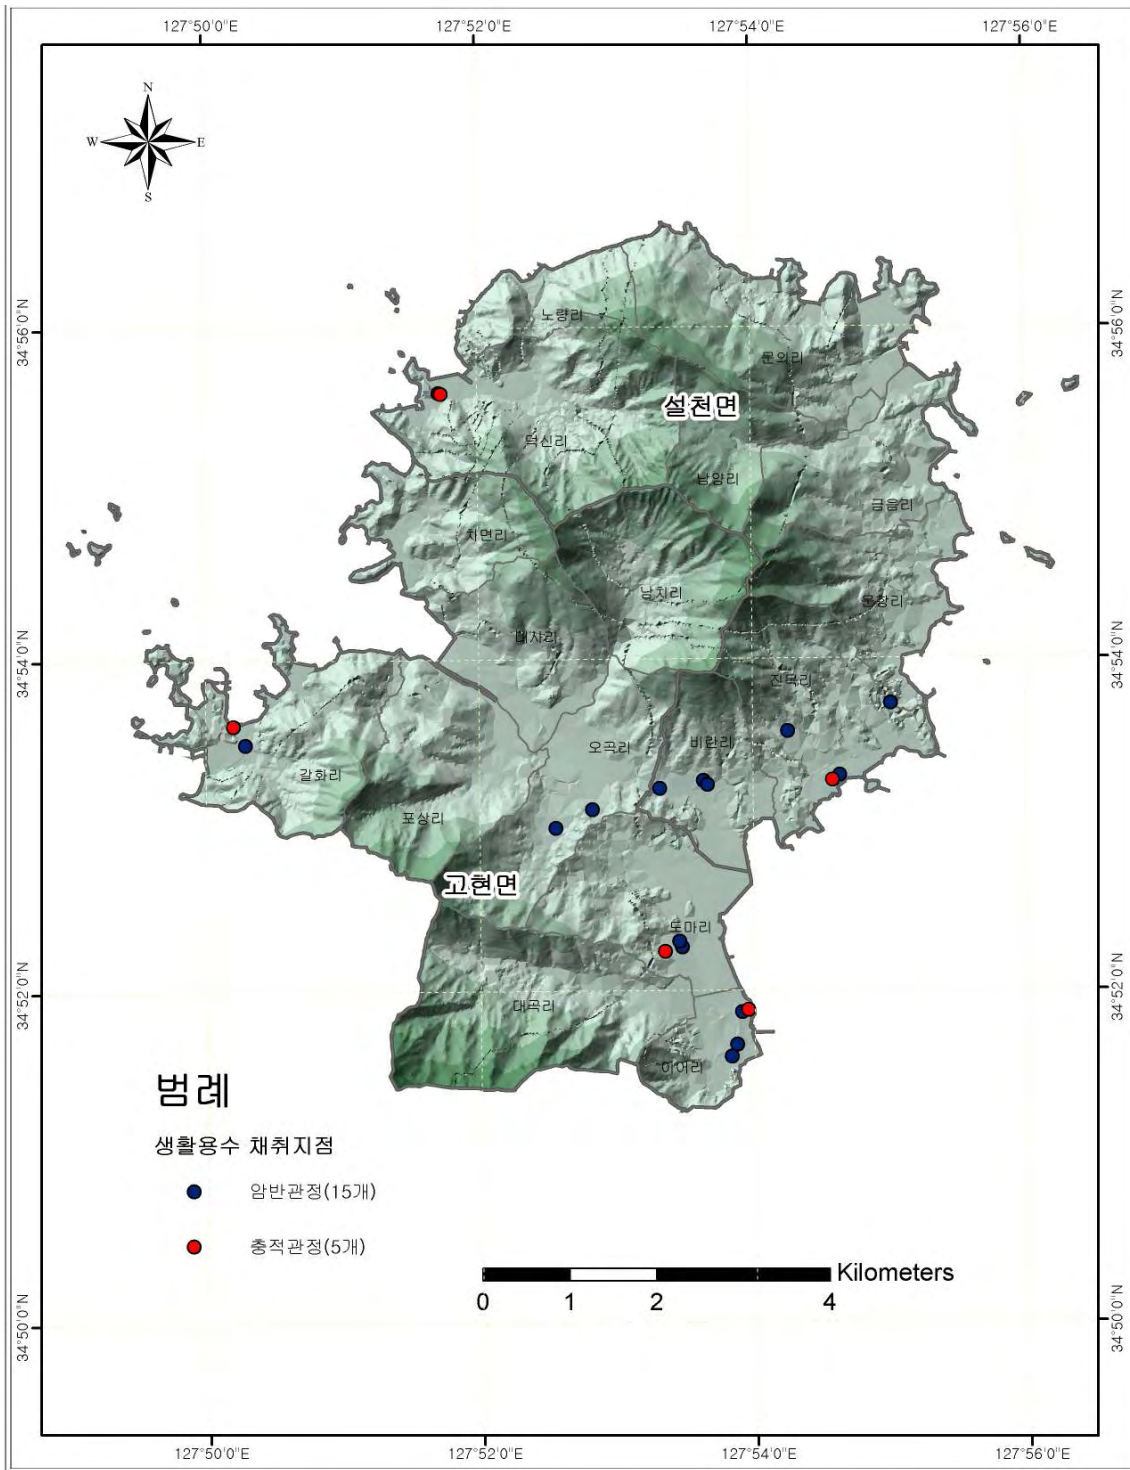 127°50'0"E
127°52'0"E
127°54'0"E
127°56'0"E
N
W
E
S
34°56'0"N
34°56'0"N
노량리
문의리
설천면
덕신리
남양리
금음리
차면리
남치리
문항리
대사리
34°54'0"N
34°54'0"N
진목리
비란리
오곡리
갈화리
포상리
고현면
도마리
34°52'0"N
34°52'0"N
대곡리
이어리
범례
생활용수 채취지점
암반관정(15개)
충적관정(5개)
Kilometers
0 1 2 4
34°50'0"N
34°50'0"N
127°50'0"E
127°52'0"E
127°54'0"E
127°56'0"E